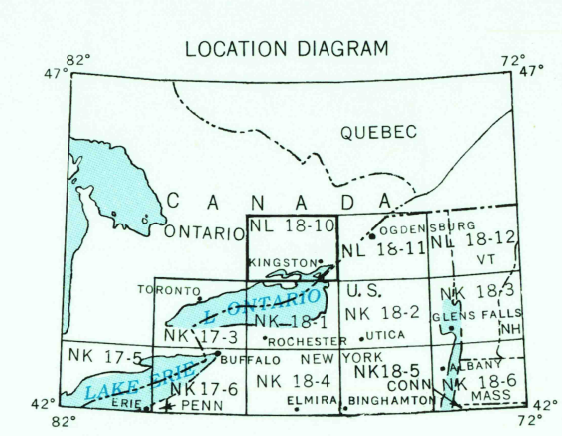 LOCATION DIAGRAM
82° 72°
47° 47°
QUEBEC
CANADA
ONTARIO NL 18-10 OGDENSBURG
NL 18-11 NL 18-12
KINGSTON VT
TORONTO U.S. NK 18-3
L. ONTARIO NK 18-2 GLENS FALLS
NK 17-3 NK 18-1 NH
ROCHESTER UTICA
NK 17-5 BUFFALO NEW YORK ALBANY
LAKE ERIE NK 17-6 NK 18-4 NK18-5 NK 18-6
CONN MASS
42° ERIE PENN ELMIRA BINGHAMTON 42°
82° 72°